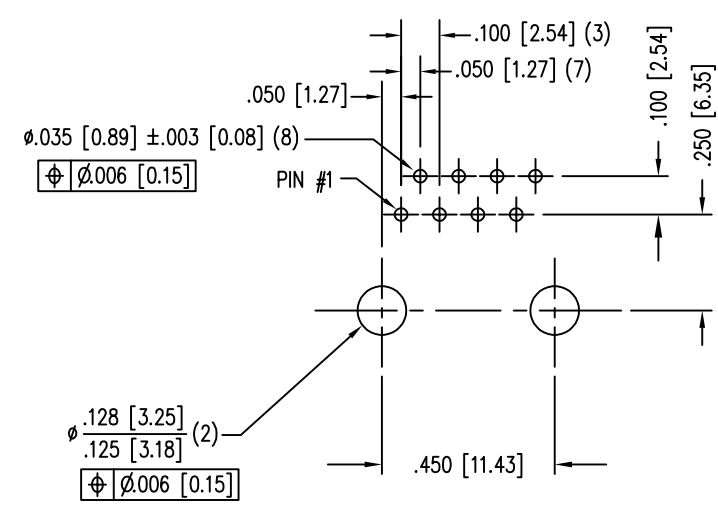 .100 [2.54] (3)
.050 [1.27] (7)
.050 [1.27]
.100 [2.54]
.250 [6.35]
⌀.035 [0.89] ±.003 [0.08] (8)
⌖ ⌀.006 [0.15]
PIN #1
⌀ .128 [3.25] (2)
.125 [3.18]
⌖ ⌀.006 [0.15]
.450 [11.43]